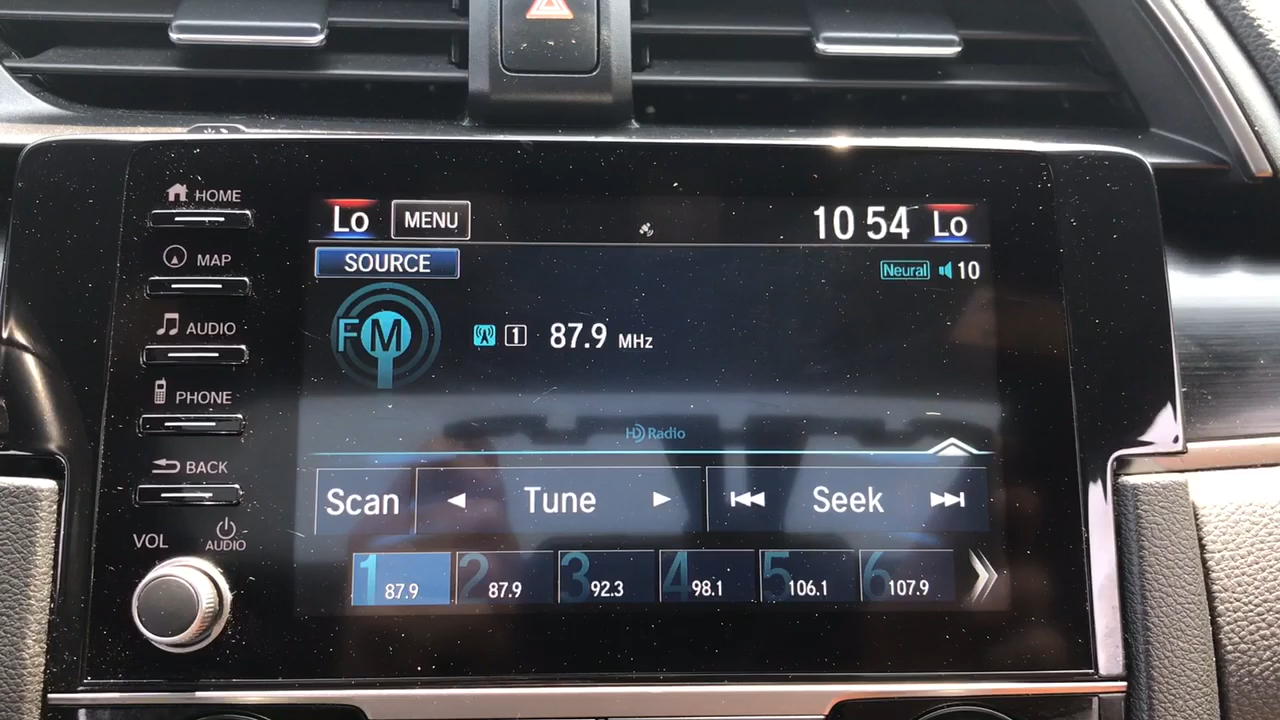 HOME
MAP
AUDIO
PHONE
BACK
VOL
AUDIO
Lo MENU 10 54 Lo
SOURCE
Neural 10
FM 1 87.9 MHz
HD Radio
Scan Tune Seek
1 87.9 2 87.9 3 92.3 4 98.1 5 106.1 6 107.9